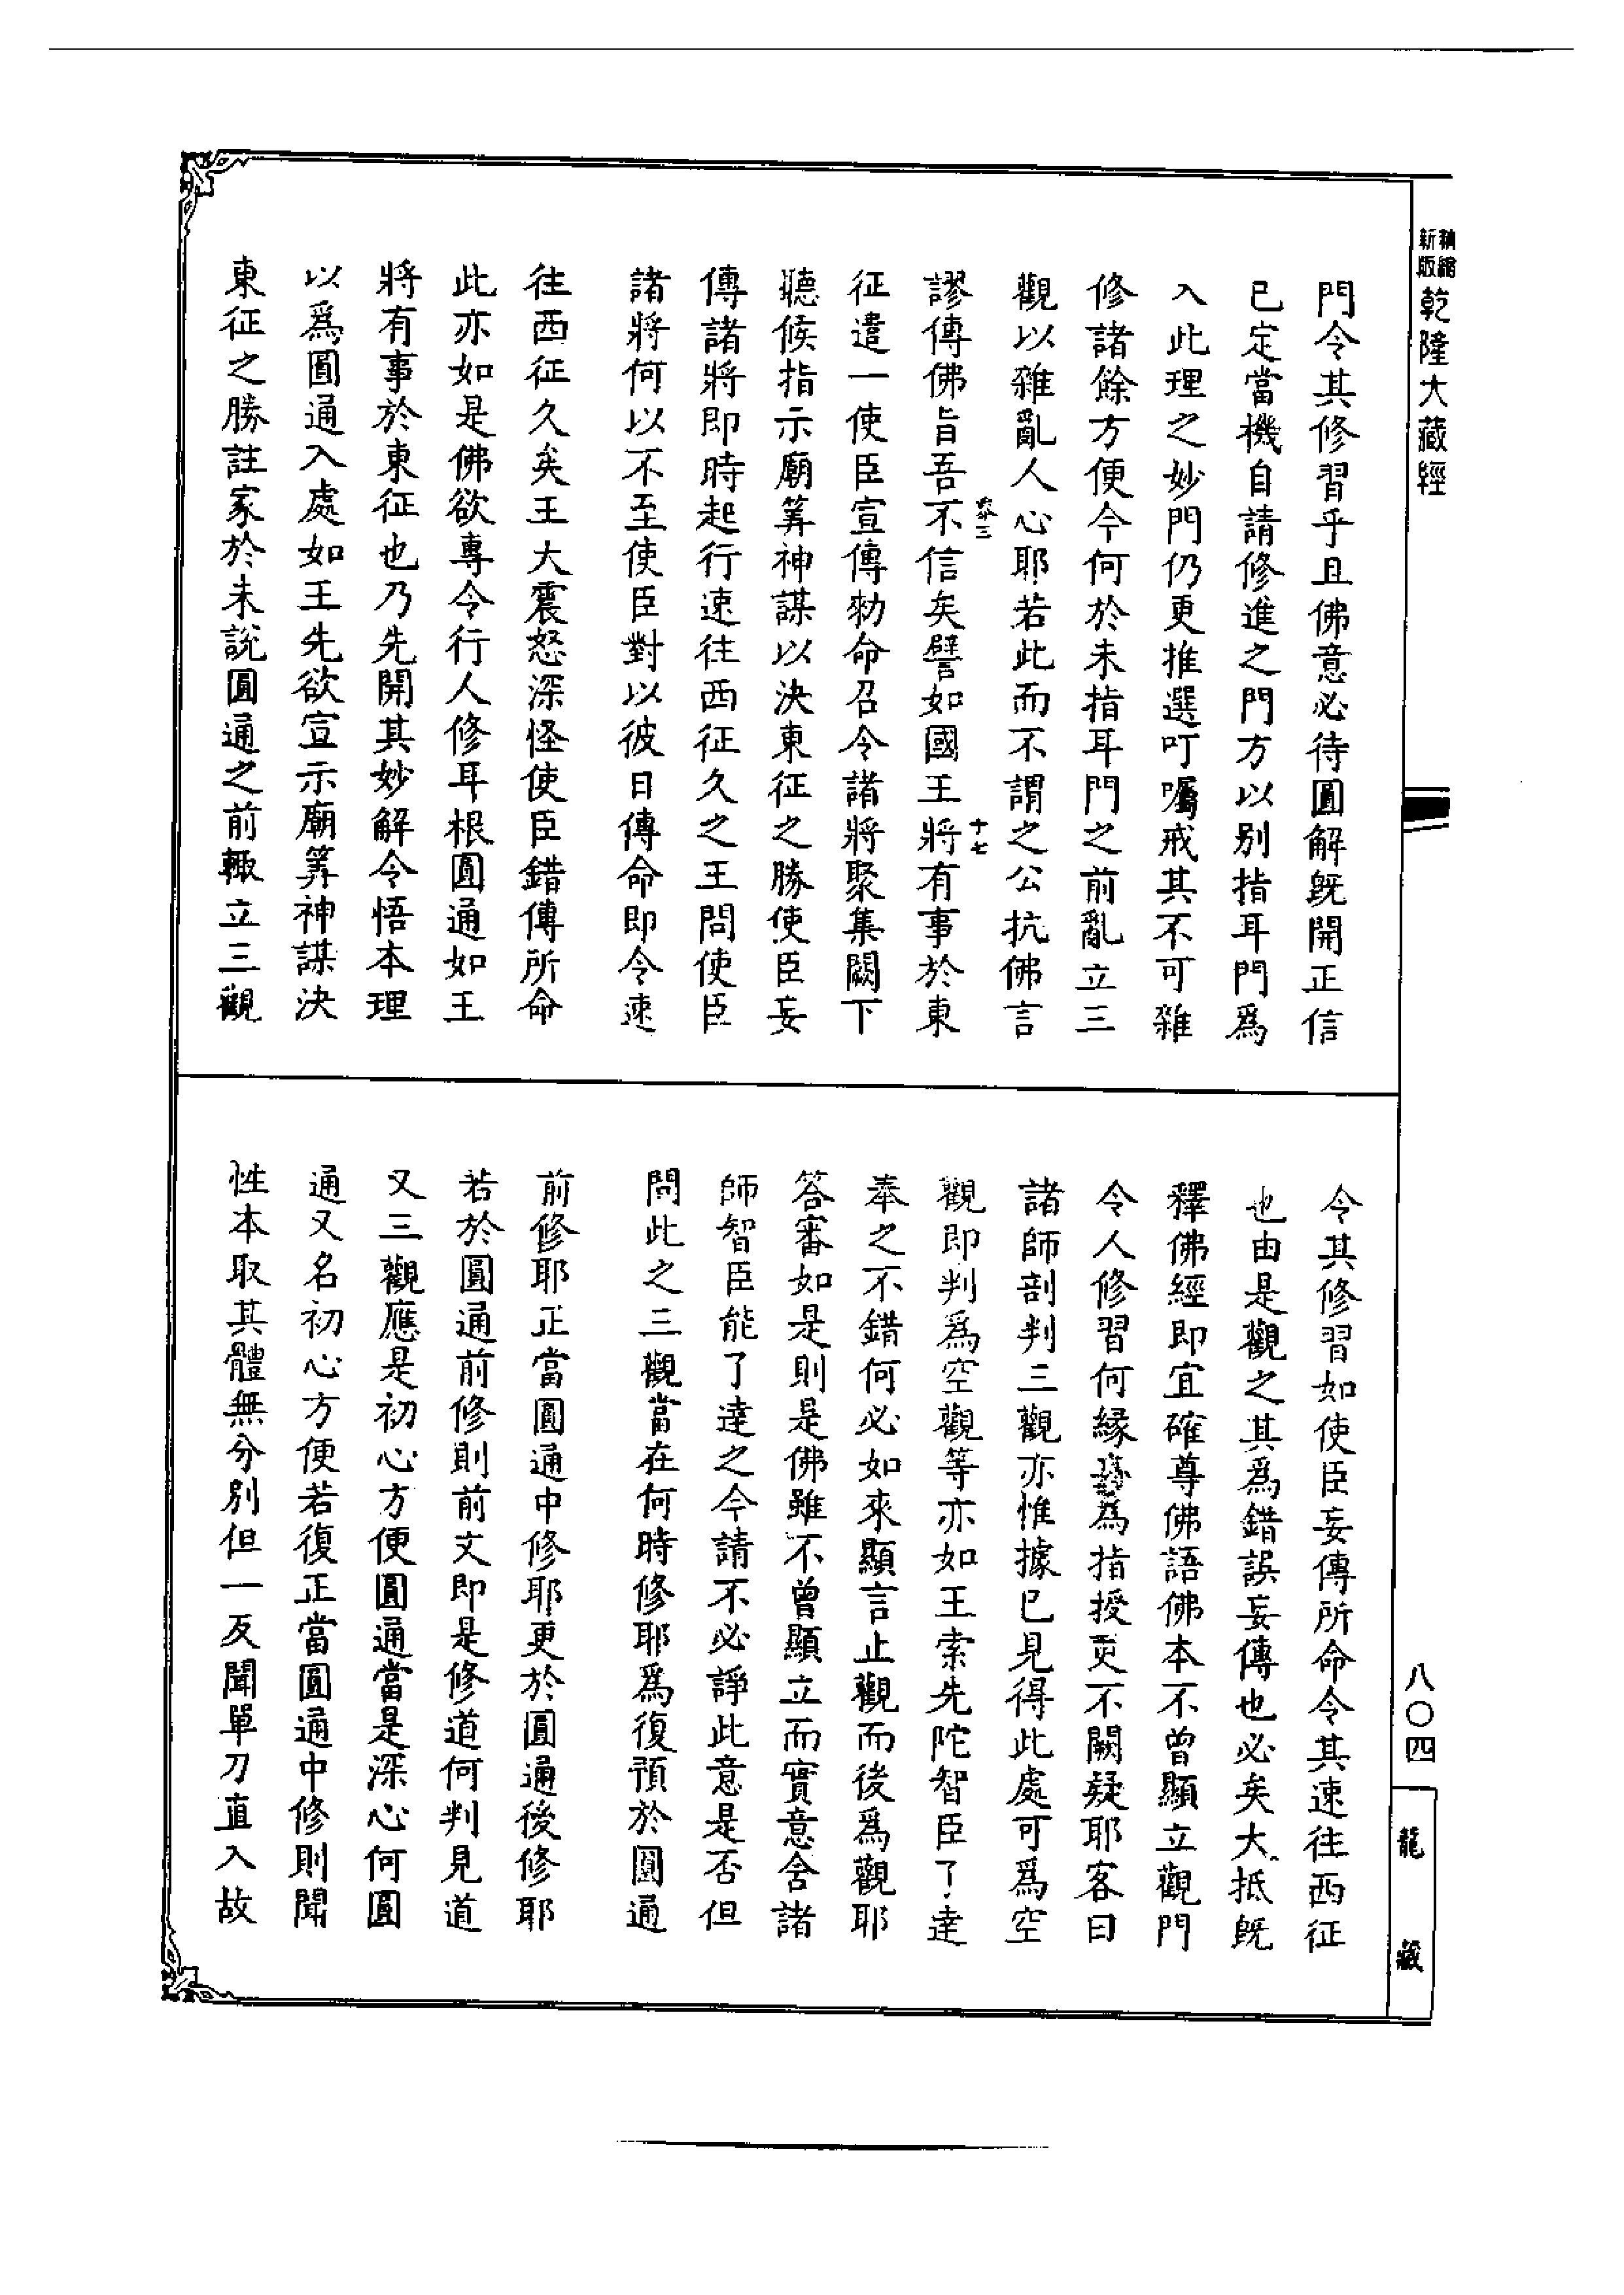 精縮
新版
乾隆大藏經
門令其修習乎且佛意必待圓解旣開正信
已定當機自請修進之門方以别指耳門爲
入此理之妙門仍更推選叮囑戒其不可雜
修諸餘方便今何於未指耳門之前亂立三
觀以雜亂人心耶若此而不謂之公抗佛言
謬傳佛旨吾不信矣譬如國王將有事於東
十七
征遣一使臣宣傳勑命召令諸將聚集闕下
聽候指示廟筭神謀以決東征之勝使臣妄
傳諸將即時起行速往西征久之王問使臣
諸將何以不至使臣對以彼日傳命即令速
往西征久矣王大震怒深怪使臣錯傳所命
此亦如是佛欲專令行人修耳根圓通如王
將有事於東征也乃先開其妙解令悟本理
以爲圓通入處如王先欲宣示廟筭神謀決
東征之勝註家於未說圓通之前輙立三觀
令其修習如使臣妄傳所命令其速往西征
也由是觀之其爲錯誤妄傳也必矣大抵旣
釋佛經即宜確尊佛語佛本不曾顯立觀門
令人修習何緣爲指授更不闕疑耶客曰
諸師剖判三觀亦惟據已見得此處可爲空
觀即判爲空觀等亦如王索先陀智臣了達
奉之不錯何必如來顯言止觀而後爲觀耶
答審如是則是佛雖不曾顯立而實意含諸
師智臣能了達之今請不必諍此意是否但
問此之三觀當在何時修耶爲復預於圓通
前修耶正當圓通中修耶更於圓通後修耶
若於圓通前修則前文即是修道何判見道
又三觀應是初心方便圓通當是深心何圓
通又名初心方便若復正當圓通中修則聞
性本取其體無分别但一反聞單刀直入故
八〇四
龍藏